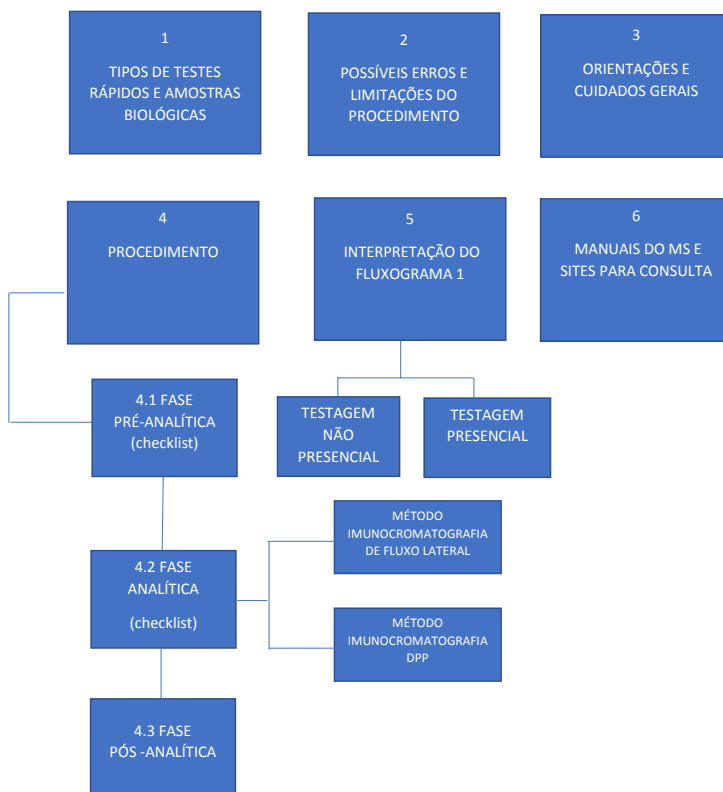 1
TIPOS DE TESTES
RÁPIDOS E AMOSTRAS
BIOLÓGICAS
2
POSSÍVEIS ERROS E
LIMITAÇÕES DO
PROCEDIMENTO
3
ORIENTAÇÕES E
CUIDADOS GERAIS
4
PROCEDIMENTO
5
INTERPRETAÇÃO DO
FLUXOGRAMA 1
6
MANUAIS DO MS E
SITES PARA CONSULTA
4.1 FASE
PRÉ-ANALÍTICA
(checklist)
TESTAGEM
NÃO
PRESENCIAL
TESTAGEM
PRESENCIAL
4.2 FASE
ANALÍTICA
(checklist)
MÉTODO
IMUNOCROMATOGRAFIA
DE FLUXO LATERAL
MÉTODO
IMUNOCROMATOGRAFIA
DPP
4.3 FASE
PÓS -ANALÍTICA